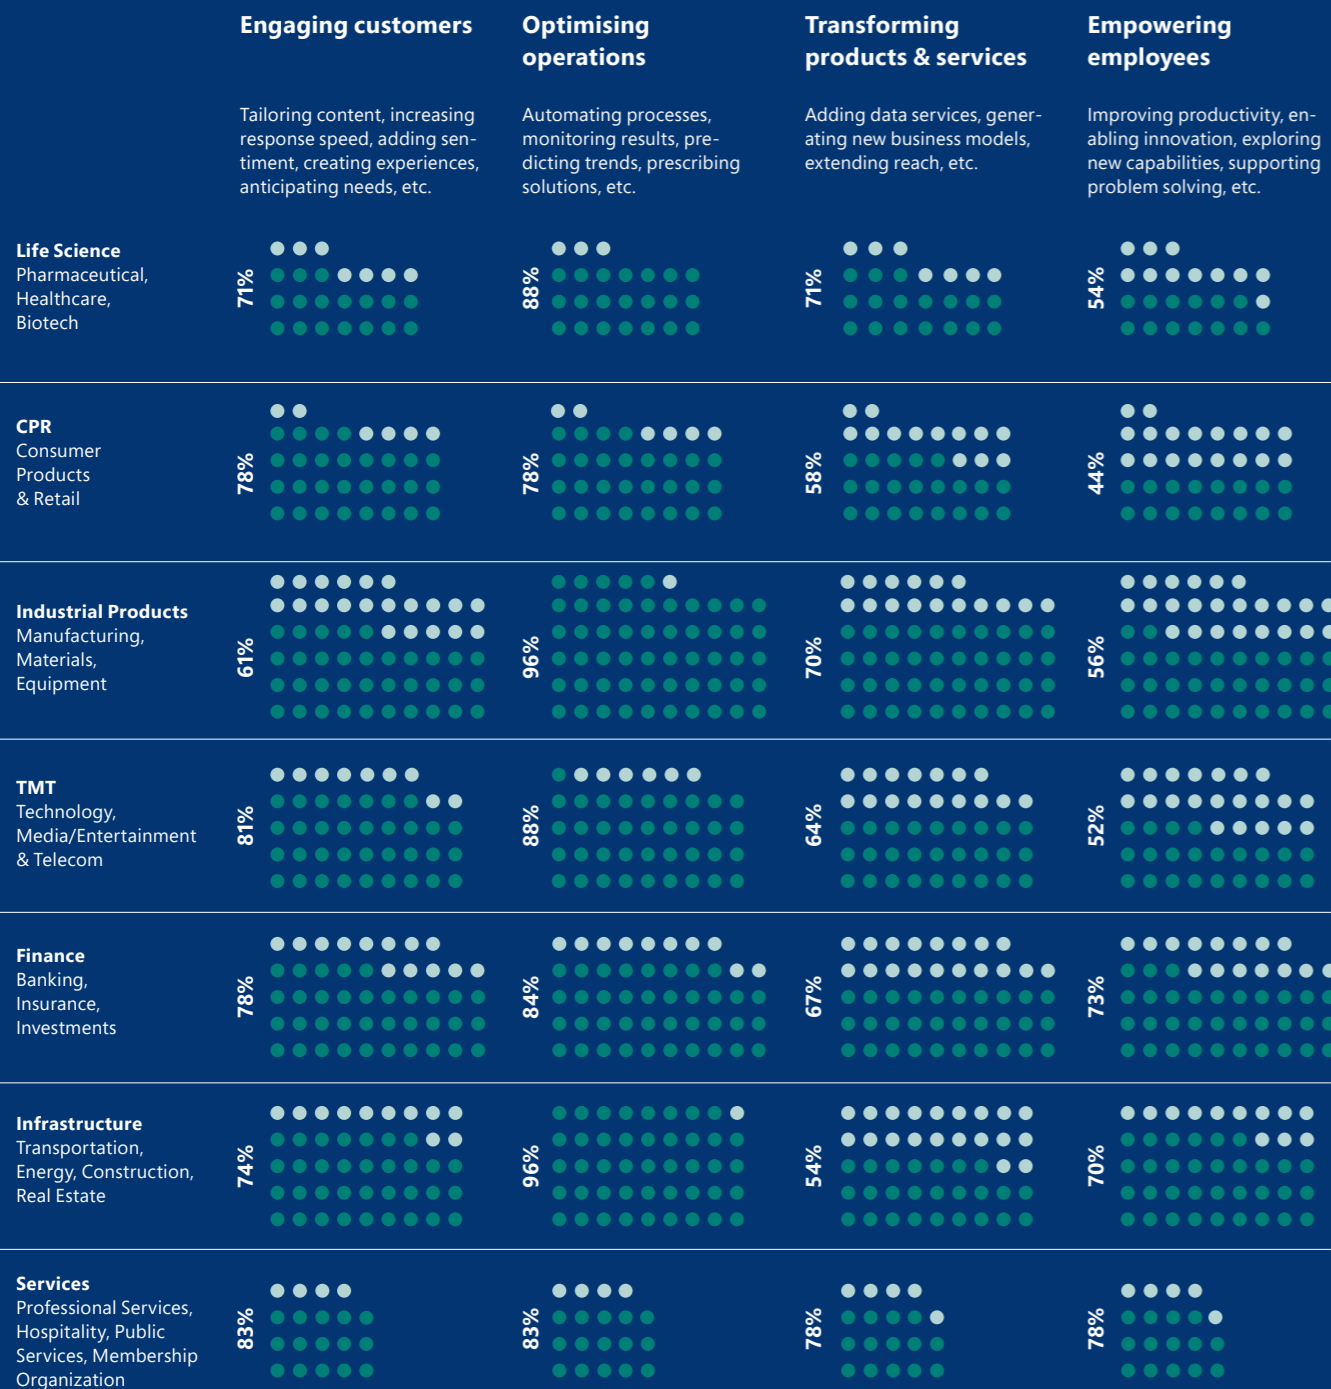 Engaging customers
Tailoring content, increasing
response speed, adding sen-
timent, creating experiences,
anticipating needs, etc.
Optimising
operations
Automating processes,
monitoring results, pre-
dicting trends, prescribing
solutions, etc.
Transforming
products & services
Adding data services, gener-
ating new business models,
extending reach, etc.
Empowering
employees
Improving productivity, en-
abling innovation, exploring
new capabilities, supporting
problem solving, etc.
Life Science
Pharmaceutical,
Healthcare,
Biotech
71%
88%
71%
54%
CPR
Consumer
Products
& Retail
78%
78%
58%
44%
Industrial Products
Manufacturing,
Materials,
Equipment
61%
96%
70%
56%
TMT
Technology,
Media/Entertainment
& Telecom
81%
88%
64%
52%
Finance
Banking,
Insurance,
Investments
78%
84%
67%
73%
Infrastructure
Transportation,
Energy, Construction,
Real Estate
74%
96%
54%
70%
Services
Professional Services,
Hospitality, Public
Services, Membership
Organization
83%
83%
78%
78%